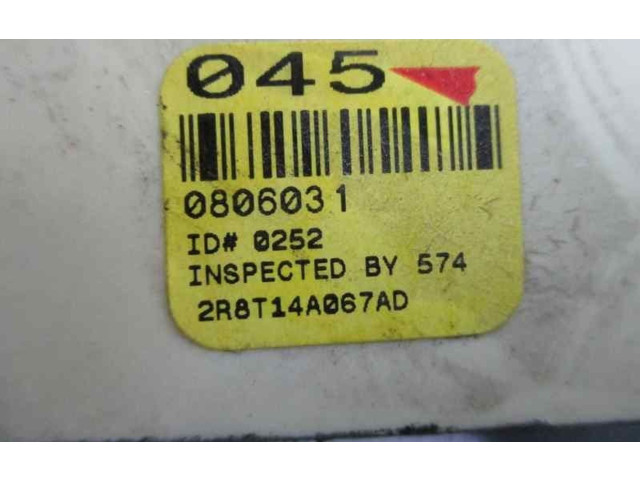 045
0806031
ID# 0252
INSPECTED BY 574
2R8T14A067AD